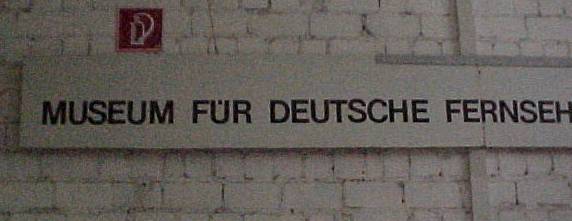 MUSEUM FÜR DEUTSCHE FERNSEH